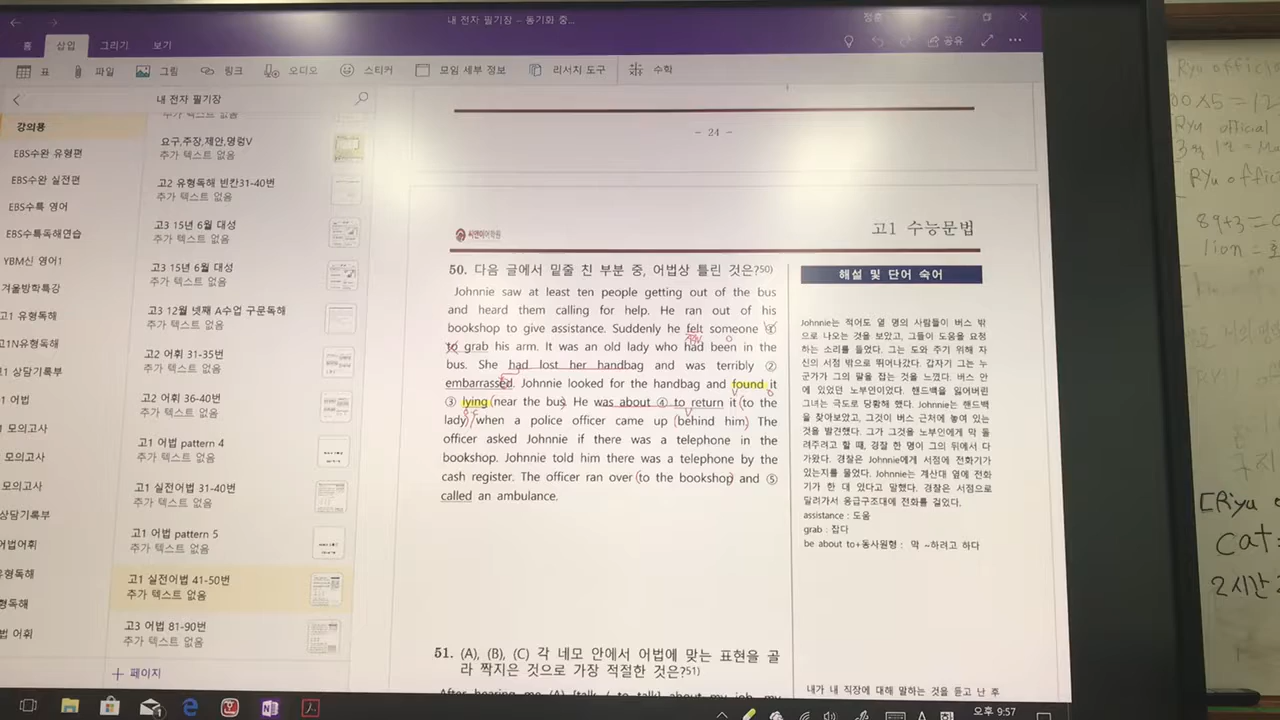 내 전자 필기장 – 동기화 중...
홈 삽입 그리기 보기
공유
표 파일 그림 링크 오디오 스티커 모임 세부 정보 리서치 도구 수학
내 전자 필기장
강의용
EBS수완 유형편
EBS수완 실전편
EBS수특 영어
EBS수특독해연습
YBM신 영어1
겨울방학특강
고1 유형독해
고1N유형독해
고1 상담기록부
1 어법
모의고사
모의고사
모의고사
상담기록부
어법어휘
유형독해
형독해
법 어휘
추가 텍스트 없음
요구,주장,제안,명령V
추가 텍스트 없음
고2 유형독해 빈칸31-40번
추가 텍스트 없음
고3 15년 6월 대성
추가 텍스트 없음
고3 15년 6월 대성
추가 텍스트 없음
고3 12월 넷째 A수업 구문독해
추가 텍스트 없음
고2 어휘 31-35번
추가 텍스트 없음
고2 어휘 36-40번
추가 텍스트 없음
고1 어법 pattern 4
추가 텍스트 없음
고1 실전어법 31-40번
추가 텍스트 없음
고1 어법 pattern 5
추가 텍스트 없음
고1 실전어법 41-50번
추가 텍스트 없음
고3 어법 81-90번
추가 텍스트 없음
+ 페이지
- 24 -
고1 수능문법
50. 다음 글에서 밑줄 친 부분 중, 어법상 틀린 것은?50)
Johnnie saw at least ten people getting out of the bus
and heard them calling for help. He ran out of his
bookshop to give assistance. Suddenly he felt someone ①
to grab his arm. It was an old lady who had been in the
bus. She had lost her handbag and was terribly ②
embarrassed. Johnnie looked for the handbag and found it
③ lying near the bus. He was about ④ to return it to the
lady when a police officer came up behind him. The
officer asked Johnnie if there was a telephone in the
bookshop. Johnnie told him there was a telephone by the
cash register. The officer ran over to the bookshop and ⑤
called an ambulance.
해설 및 단어 숙어
Johnnie는 적어도 열 명의 사람들이 버스 밖
으로 나오는 것을 보았고, 그들이 도움을 요청
하는 소리를 들었다. 그는 도와 주기 위해 자
신의 서점 밖으로 뛰어나갔다. 갑자기 그는 누
군가가 그의 팔을 잡는 것을 느꼈다. 버스 안
에 있었던 노부인이었다. 핸드백을 잃어버린
그녀는 극도로 당황해 했다. Johnnie는 핸드백
을 찾아보았고, 그것이 버스 근처에 놓여 있는
것을 발견했다. 그가 그것을 노부인에게 막 돌
려주려고 할 때, 경찰 한 명이 그의 뒤에서 다
가왔다. 경찰은 Johnnie에게 서점에 전화기가
있는지를 물었다. Johnnie는 계산대 옆에 전화
기가 한 대 있다고 말했다. 경찰은 서점으로
달려가서 응급구조대에 전화를 걸었다.
assistance : 도움
grab : 잡다
be about to+동사원형 : 막 ~하려고 하다
51. (A), (B), (C) 각 네모 안에서 어법에 맞는 표현을 골
라 짝지은 것으로 가장 적절한 것은?51)
내가 내 직장에 대해 말하는 것을 듣고 난 후
오후 9:57
Ryu offici
00×5=12
Ryu official
Ryu offic
89+3=
lion =
[Riyu
cat
2시간